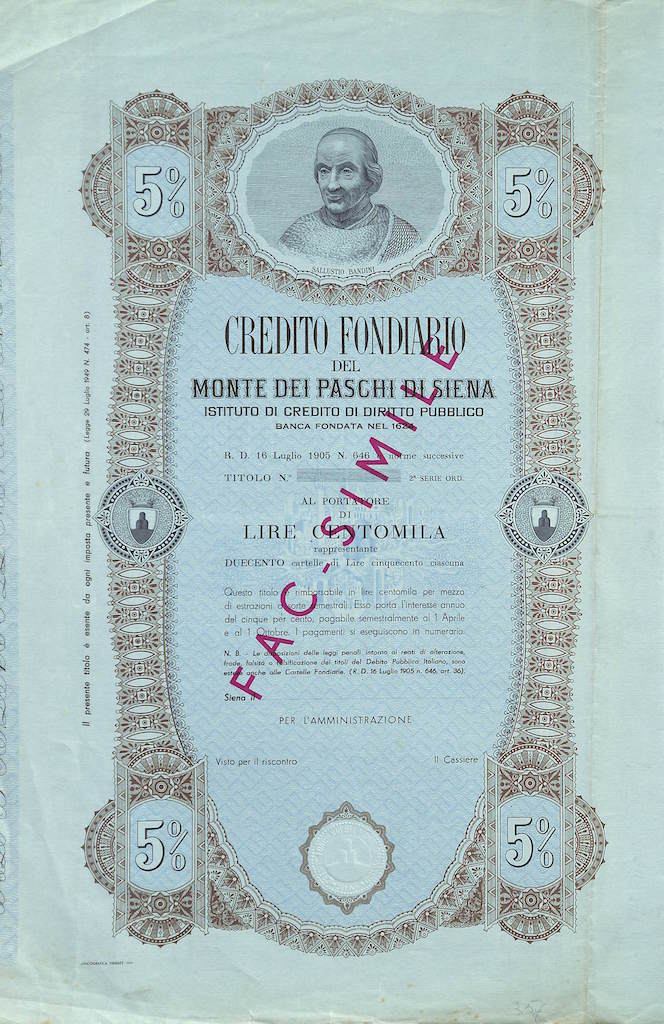 5%
5%
SALLUSTIO BANDINI
CREDITO FONDIARIO
DEL
MONTE DEI PASCHI DI SIENA
ISTITUTO DI CREDITO DI DIRITTO PUBBLICO
BANCA FONDATA NEL 1624
R. D. 16 Luglio 1905 N. 646 e norme successive
TITOLO N.° 2ª SERIE ORD.
AL PORTATORE
DI
LIRE CENTOMILA
rappresentante
DUECENTO cartelle di Lire cinquecento ciascuna
Questo titolo è rimborsabile in lire centomila per mezzo
di estrazioni a sorte semestrali. Esso porta l'interesse annuo
del cinque per cento, pagabile semestralmente al 1 Aprile
e al 1 Ottobre. I pagamenti si eseguiscono in numerario.
N. B. - Le disposizioni delle leggi penali intorno ai reati di alterazione,
frode, falsità o falsificazione dei titoli del Debito Pubblico Italiano, sono
estese anche alle Cartelle Fondiarie. (R. D. 16 Luglio 1905 n. 646, art. 36).
Siena li
PER L'AMMINISTRAZIONE
Visto per il riscontro Il Cassiere
5%
5%
FAC-SIMILE
Il presente titolo è esente da ogni imposta presente e futura (Legge 29 Luglio 1949 N. 474 - art. 8)